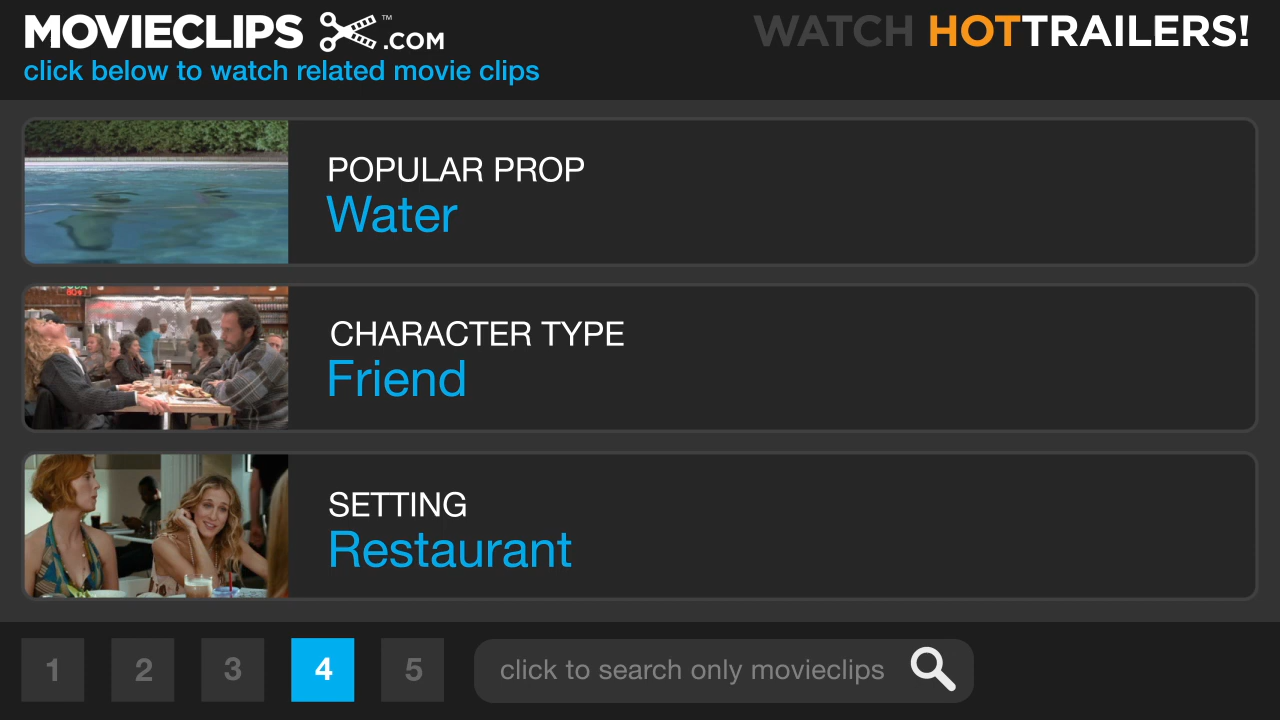 MOVIECLIPS ™ .COM
WATCH HOTTRAILERS!
click below to watch related movie clips
POPULAR PROP
Water
CHARACTER TYPE
Friend
SETTING
Restaurant
1 2 3 4 5
click to search only movieclips